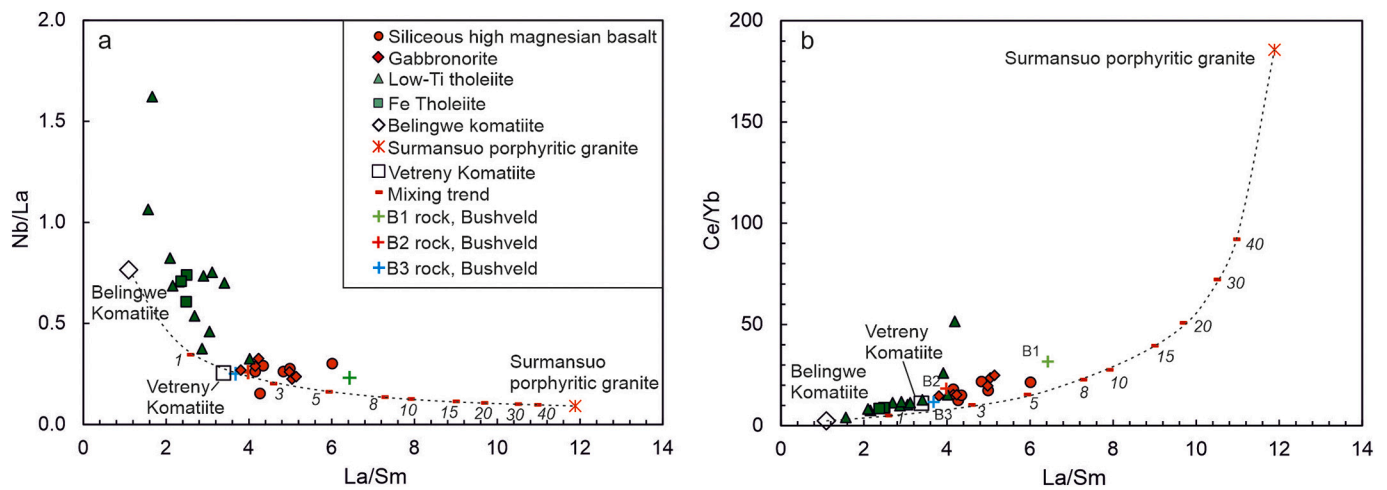 a
Nb/La
2.0
1.5
1.0
0.5
0.0
Siliceous high magnesian basalt
Gabbronorite
Low-Ti tholeiite
Fe Tholeiite
Belingwe komatiite
Surmansuo porphyritic granite
Vetreny Komatiite
Mixing trend
B1 rock, Bushveld
B2 rock, Bushveld
B3 rock, Bushveld
Belingwe
Komatiite
Vetreny
Komatiite
Surmansuo
porphyritic granite
1
3
5
8
10
15
20
30
40
0
2
4
6
8
10
12
14
La/Sm
b
Ce/Yb
200
150
100
50
0
Surmansuo porphyritic granite
Vetreny
Komatiite
Belingwe
Komatiite
B1
B2
B3
1
3
5
8
10
15
20
30
40
0
2
4
6
8
10
12
14
La/Sm